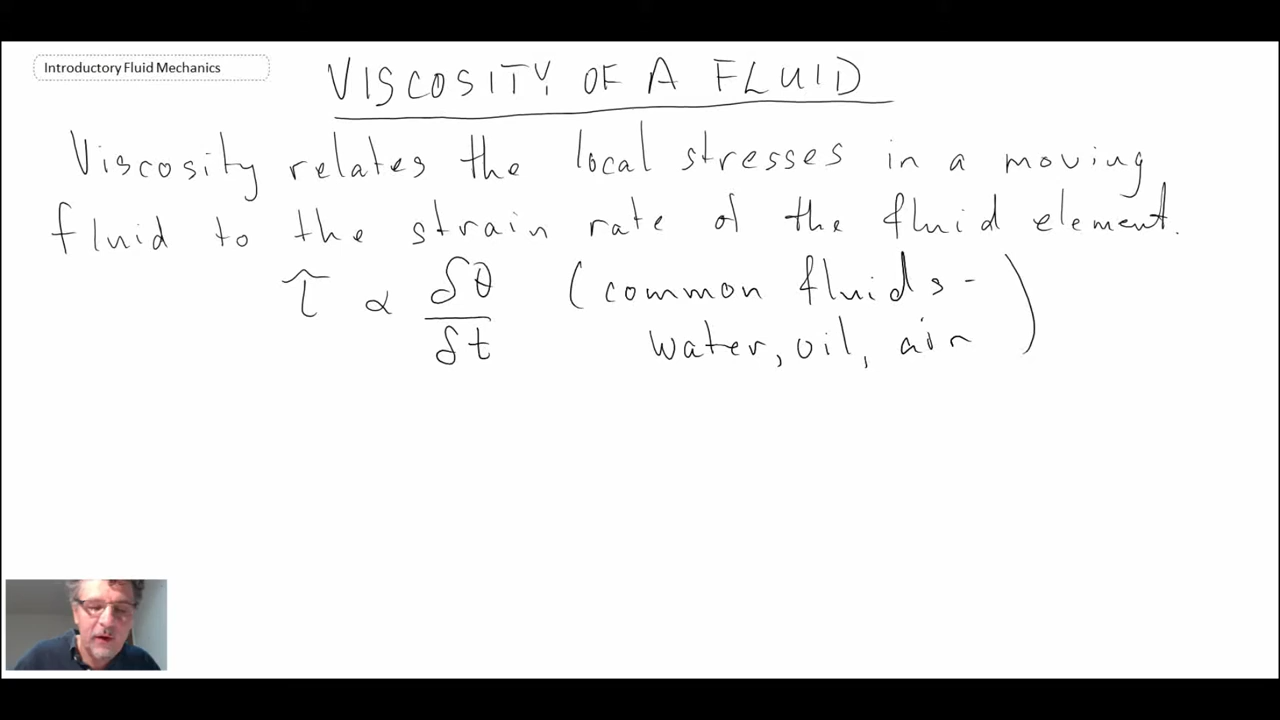 Introductory Fluid Mechanics
VISCOSITY OF A FLUID
Viscosity relates the local stresses in a moving
fluid to the strain rate of the fluid element.
τ ∝ δθ/δt (common fluids -
water, oil, air)